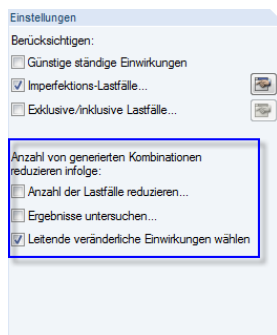 Einstellungen
Berücksichtigen:
Günstige ständige Einwirkungen
Imperfektions-Lastfälle...
Exklusive/inklusive Lastfälle...
Anzahl von generierten Kombinationen
reduzieren infolge:
Anzahl der Lastfälle reduzieren...
Ergebnisse untersuchen...
Leitende veränderliche Einwirkungen wählen